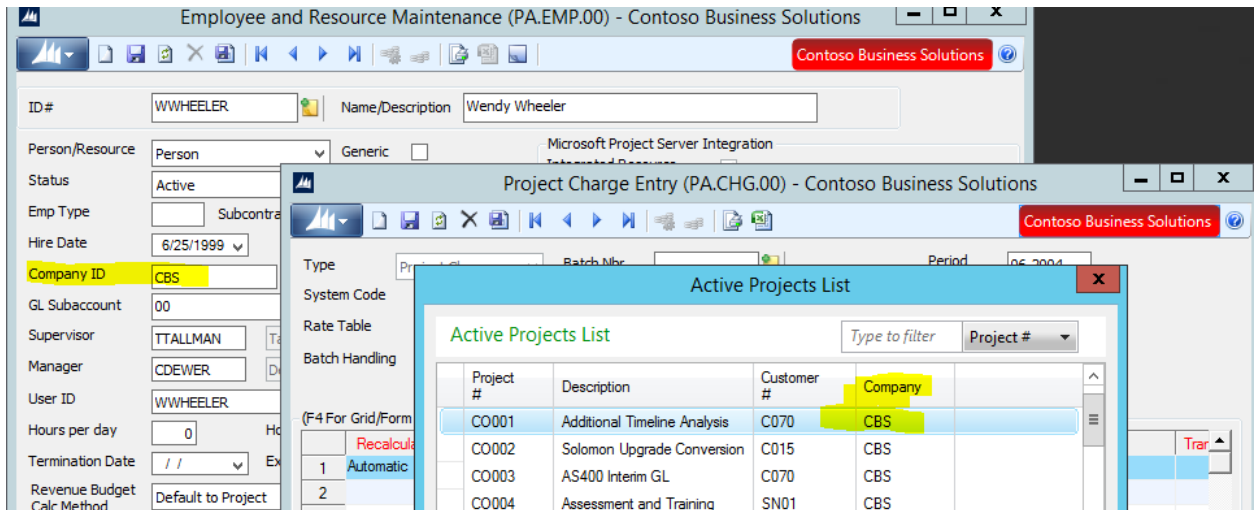 Employee and Resource Maintenance (PA.EMP.00) - Contoso Business Solutions
Contoso Business Solutions
ID# WWHEELER Name/Description Wendy Wheeler
Person/Resource Person Generic Microsoft Project Server Integration
Integrated Resource
Status Active
Emp Type Subcontra
Hire Date 6/25/1999
Company ID CBS
GL Subaccount 00
Supervisor TTALLMAN
Manager CDEWER
User ID WWHEELER
Hours per day 0
Termination Date / /
Revenue Budget
Calc Method Default to Project
Project Charge Entry (PA.CHG.00) - Contoso Business Solutions
Contoso Business Solutions
Type Batch Nbr Period 06-2004
System Code
Rate Table
Batch Handling
(F4 For Grid/Form
Recalcula Tran
1 Automatic
2
Active Projects List
Active Projects List Type to filter Project #
Project # Description Customer # Company
CO001 Additional Timeline Analysis C070 CBS
CO002 Solomon Upgrade Conversion C015 CBS
CO003 AS400 Interim GL C070 CBS
CO004 Assessment and Training SN01 CBS